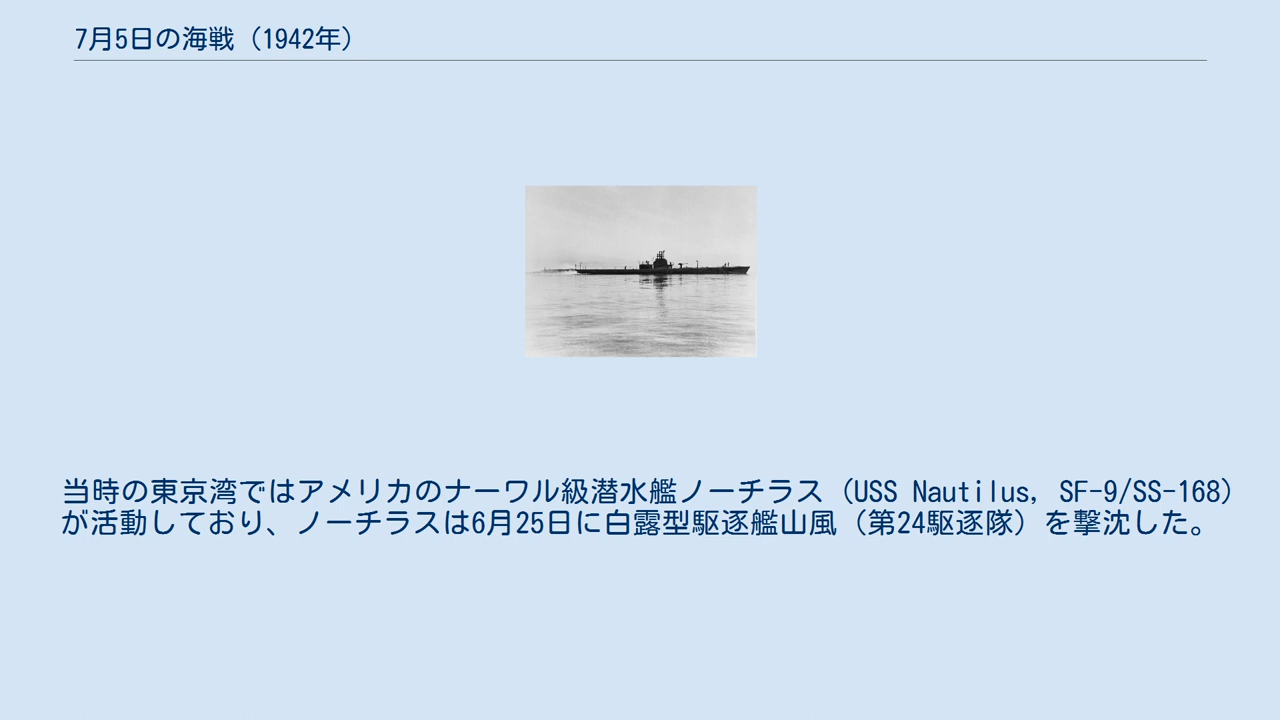 7月5日の海戦（1942年）
当時の東京湾ではアメリカのナーワル級潜水艦ノーチラス（USS Nautilus, SF-9/SS-168）
が活動しており、ノーチラスは6月25日に白露型駆逐艦山風（第24駆逐隊）を撃沈した。